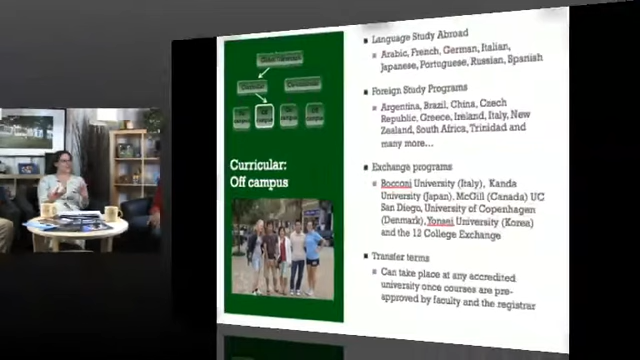 Curricular:
Off campus
Language Study Abroad
Arabic, French, German, Italian,
Japanese, Portuguese, Russian, Spanish
Foreign Study Programs
Argentina, Brazil, China, Czech
Republic, Greece, Ireland, Italy, New
Zealand, South Africa, Trinidad and
many more...
Exchange programs
Bocconi University (Italy), Kanda
University (Japan), McGill (Canada) UC
San Diego, University of Copenhagen
(Denmark), Yonsei University (Korea)
and the 12 College Exchange
Transfer terms
Can take place at any accredited
university once courses are pre-
approved by faculty and the registrar